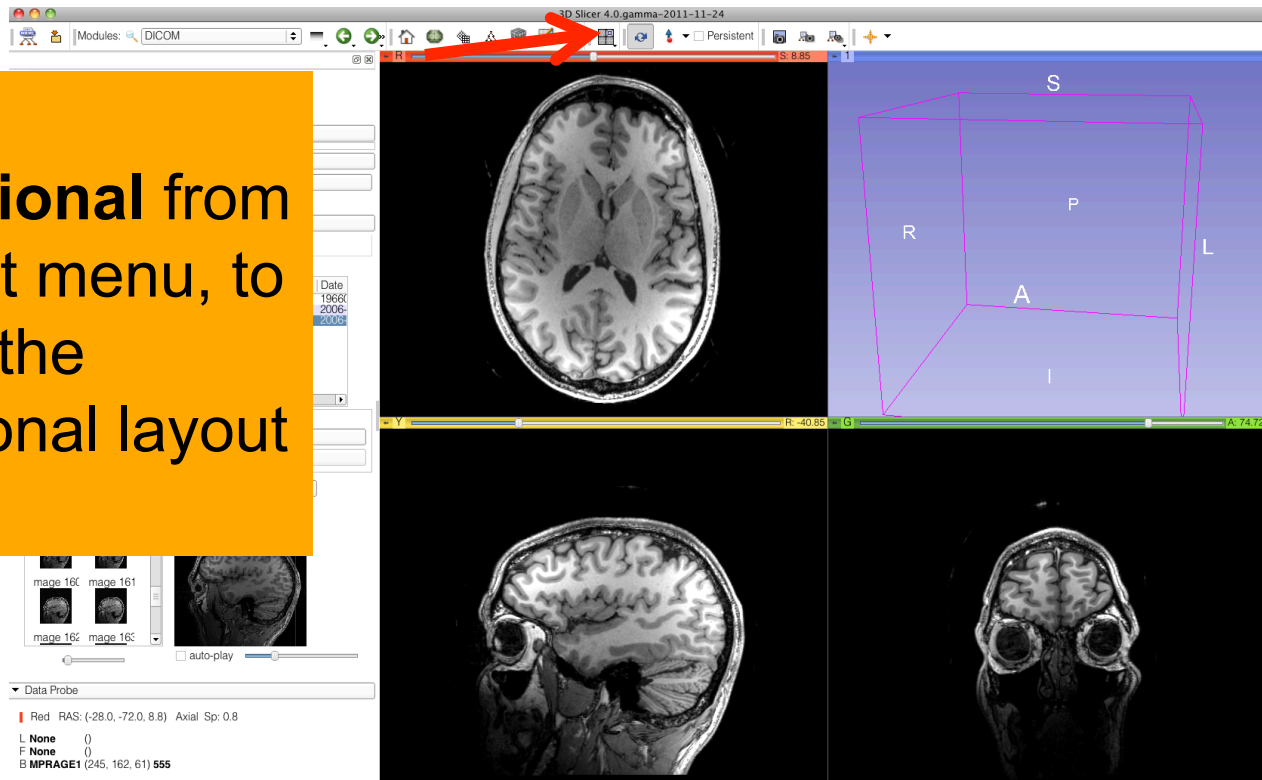 3D Slicer 4.0.gamma-2011-11-24
Modules: DICOM
Persistent
R S: 8.85 1
S
P
R
L
A
I
ional from
t menu, to
the
onal layout
Date
1966(
2006-
2006-
Y R: -40.85 G A: 74.72
mage 160 mage 161
mage 162 mage 163
auto-play
Data Probe
Red RAS: (-28.0, -72.0, 8.8) Axial Sp: 0.8
L None ()
F None ()
B MPRAGE1 (245, 162, 61) 555